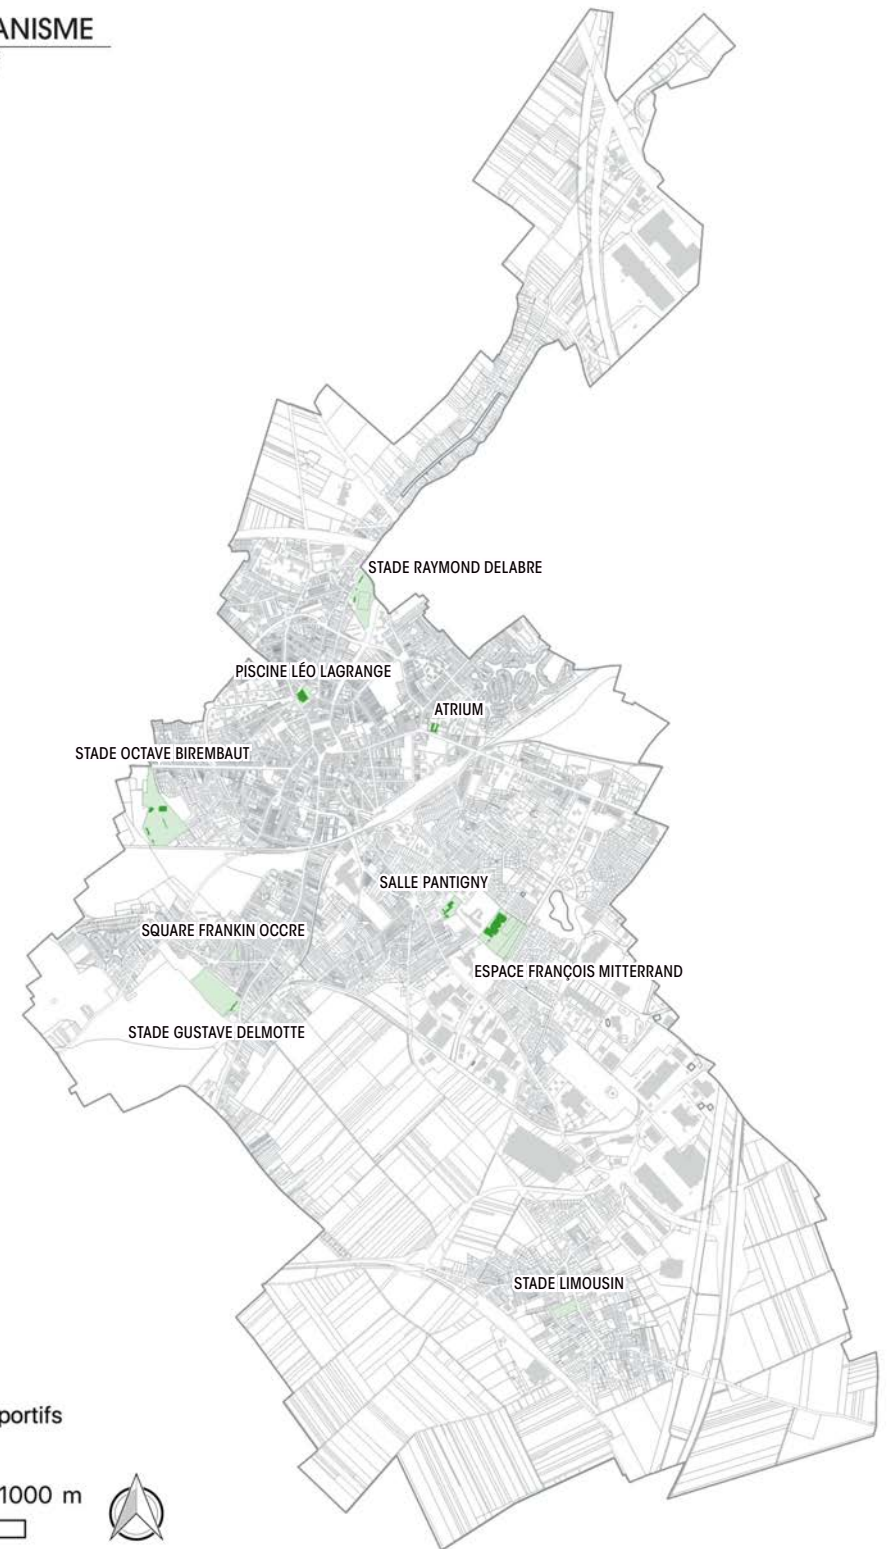 ANISME
STADE RAYMOND DELABRE
PISCINE LÉO LAGRANGE
ATRIUM
STADE OCTAVE BIREMBAUT
SALLE PANTIGNY
SQUARE FRANKIN OCCRE
ESPACE FRANÇOIS MITTERRAND
STADE GUSTAVE DELMOTTE
STADE LIMOUSIN
portifs
1000 m